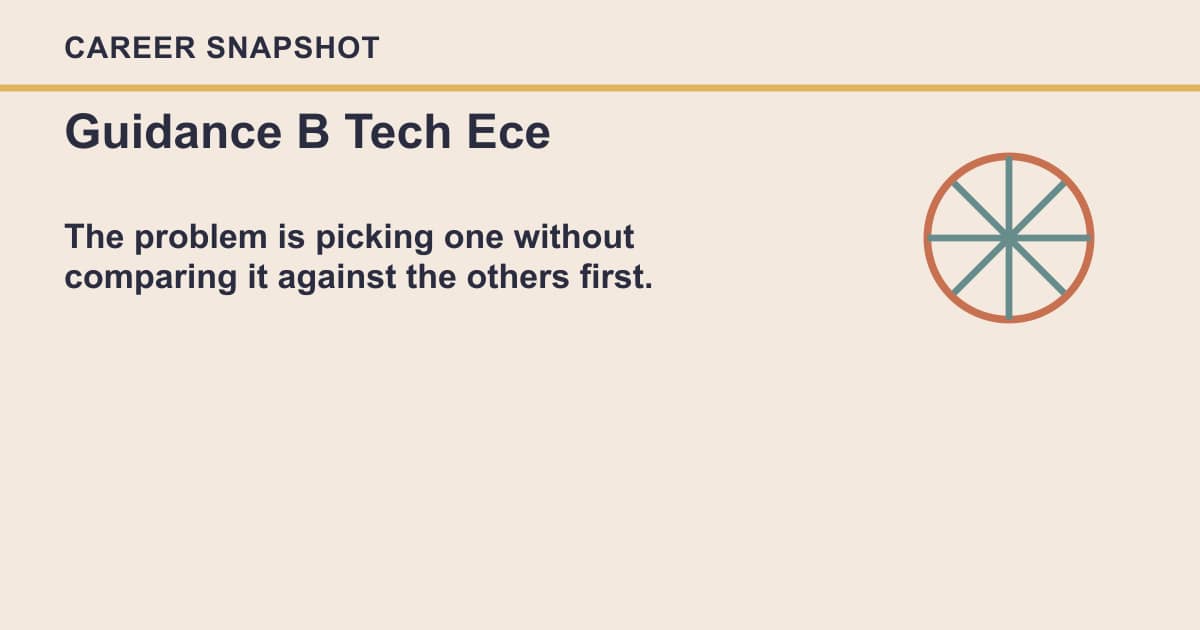 CAREER SNAPSHOT
Guidance B Tech Ece
The problem is picking one without
comparing it against the others first.